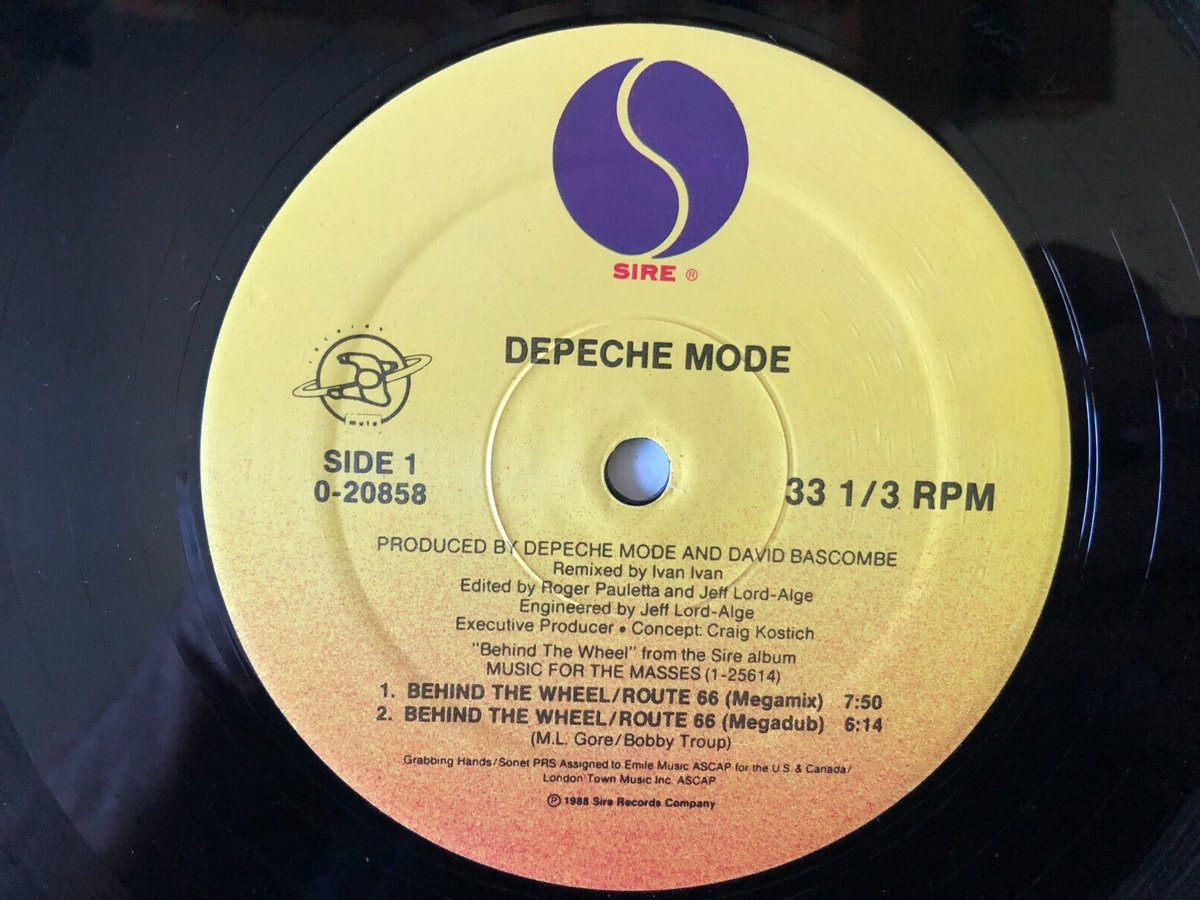 SIRE ®
DEPECHE MODE
mute
SIDE 1
0-20858
33 1/3 RPM
PRODUCED BY DEPECHE MODE AND DAVID BASCOMBE
Remixed by Ivan Ivan
Edited by Roger Pauletta and Jeff Lord-Alge
Engineered by Jeff Lord-Alge
Executive Producer • Concept: Craig Kostich
"Behind The Wheel" from the Sire album
MUSIC FOR THE MASSES (1-25614)
1. BEHIND THE WHEEL/ROUTE 66 (Megamix) 7:50
2. BEHIND THE WHEEL/ROUTE 66 (Megadub) 6:14
(M.L. Gore/Bobby Troup)
Grabbing Hands/Sonet PRS Assigned to Emile Music ASCAP for the U.S. & Canada/
London Town Music Inc. ASCAP
Ⓟ 1988 Sire Records Company